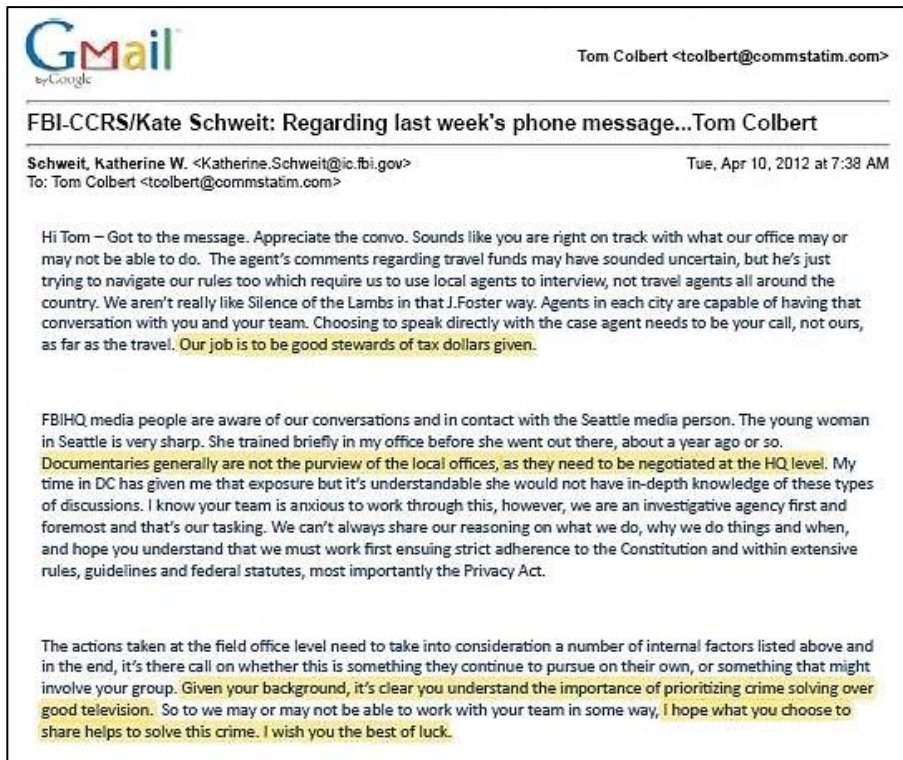 Gmail
by Google
Tom Colbert <tcolbert@commstatim.com>
FBI-CCRS/Kate Schweit: Regarding last week's phone message...Tom Colbert
Schweit, Katherine W. <Katherine.Schweit@ic.fbi.gov>
Tue, Apr 10, 2012 at 7:38 AM
To: Tom Colbert <tcolbert@commstatim.com>
Hi Tom – Got to the message. Appreciate the convo. Sounds like you are right on track with what our office may or
may not be able to do.  The agent's comments regarding travel funds may have sounded uncertain, but he's just
trying to navigate our rules too which require us to use local agents to interview, not travel agents all around the
country. We aren't really like Silence of the Lambs in that J.Foster way. Agents in each city are capable of having that
conversation with you and your team. Choosing to speak directly with the case agent needs to be your call, not ours,
as far as the travel. Our job is to be good stewards of tax dollars given.
FBIHQ media people are aware of our conversations and in contact with the Seattle media person. The young woman
in Seattle is very sharp. She trained briefly in my office before she went out there, about a year ago or so.
Documentaries generally are not the purview of the local offices, as they need to be negotiated at the HQ level. My
time in DC has given me that exposure but it's understandable she would not have in-depth knowledge of these types
of discussions. I know your team is anxious to work through this, however, we are an investigative agency first and
foremost and that's our tasking. We can't always share our reasoning on what we do, why we do things and when,
and hope you understand that we must work first ensuing strict adherence to the Constitution and within extensive
rules, guidelines and federal statutes, most importantly the Privacy Act.
The actions taken at the field office level need to take into consideration a number of internal factors listed above and
in the end, it's there call on whether this is something they continue to pursue on their own, or something that might
involve your group. Given your background, it's clear you understand the importance of prioritizing crime solving over
good television.  So to we may or may not be able to work with your team in some way, I hope what you choose to
share helps to solve this crime. I wish you the best of luck.